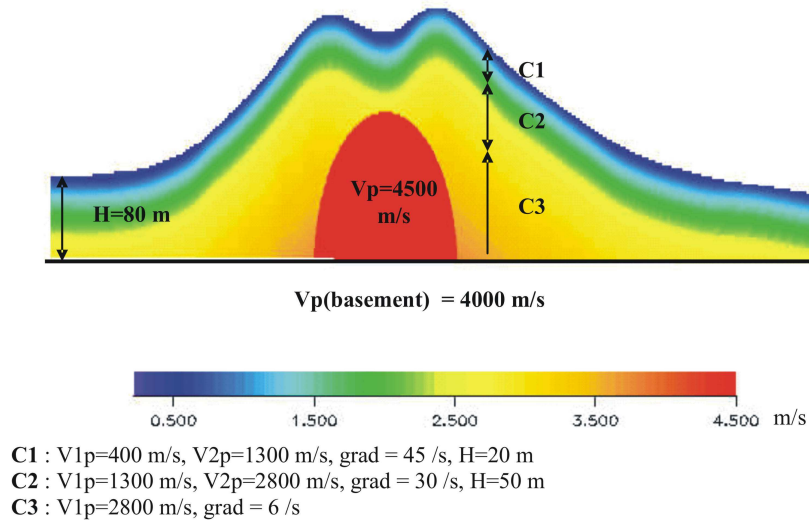 C1
C2
Vp=4500
m/s
H=80 m
C3
Vp(basement) = 4000 m/s
0.500 1.500 2.500 3.500 4.500 m/s
C1 : V1p=400 m/s, V2p=1300 m/s, grad = 45 /s, H=20 m
C2 : V1p=1300 m/s, V2p=2800 m/s, grad = 30 /s, H=50 m
C3 : V1p=2800 m/s, grad = 6 /s